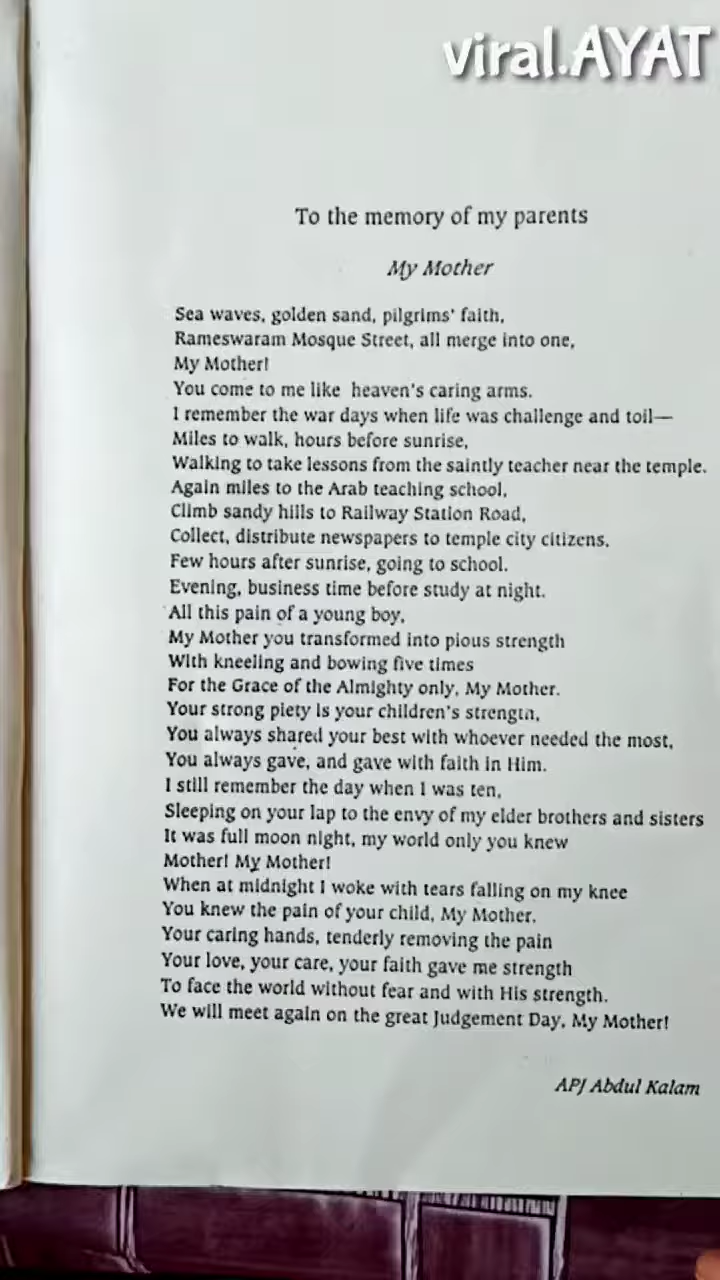 viral.AYAT
To the memory of my parents
My Mother
Sea waves, golden sand, pilgrims' faith,
Rameswaram Mosque Street, all merge into one,
My Mother!
You come to me like heaven's caring arms.
I remember the war days when life was challenge and toil—
Miles to walk, hours before sunrise,
Walking to take lessons from the saintly teacher near the temple.
Again miles to the Arab teaching school,
Climb sandy hills to Railway Station Road,
Collect, distribute newspapers to temple city citizens,
Few hours after sunrise, going to school.
Evening, business time before study at night.
All this pain of a young boy,
My Mother you transformed into pious strength
With kneeling and bowing five times
For the Grace of the Almighty only, My Mother.
Your strong piety is your children's strength,
You always shared your best with whoever needed the most,
You always gave, and gave with faith in Him.
I still remember the day when I was ten,
Sleeping on your lap to the envy of my elder brothers and sisters
It was full moon night, my world only you knew
Mother! My Mother!
When at midnight I woke with tears falling on my knee
You knew the pain of your child, My Mother.
Your caring hands, tenderly removing the pain
Your love, your care, your faith gave me strength
To face the world without fear and with His strength.
We will meet again on the great Judgement Day, My Mother!
APJ Abdul Kalam